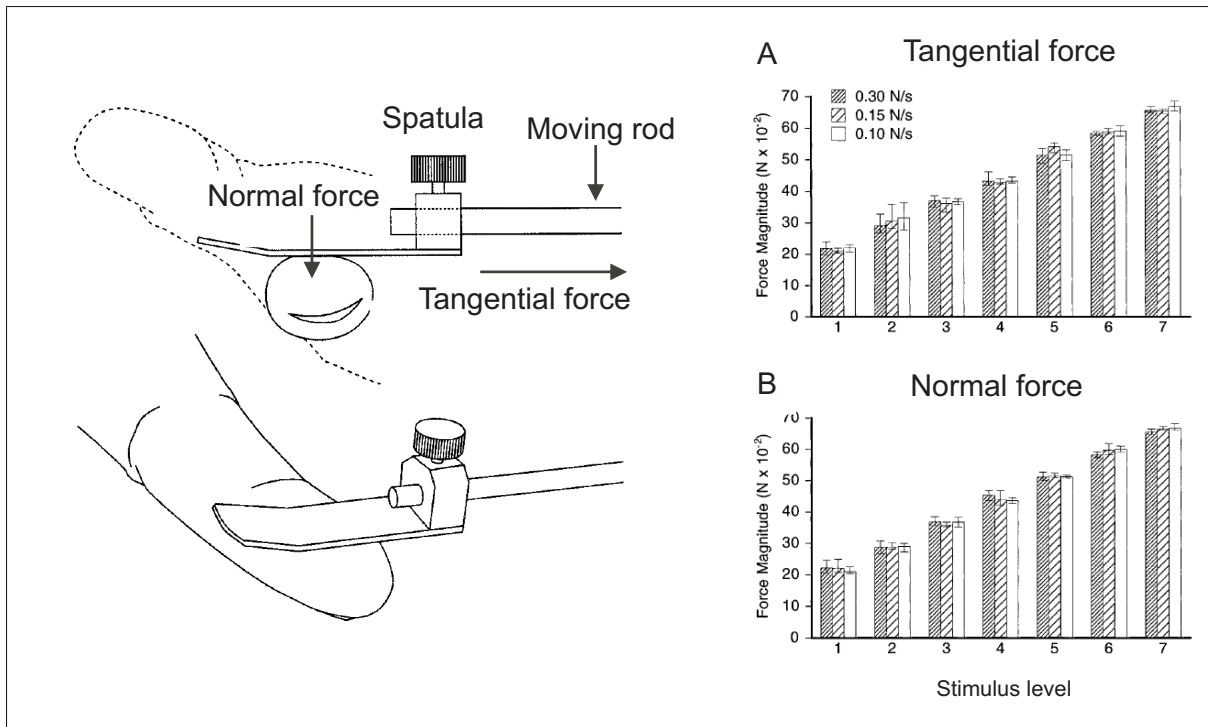 Spatula
Moving rod
Normal force
Tangential force
A
Tangential force
0.30 N/s
0.15 N/s
0.10 N/s
Force Magnitude (N x 10⁻²)
70
60
50
40
30
20
10
0
1 2 3 4 5 6 7
B
Normal force
Force Magnitude (N x 10⁻²)
70
60
50
40
30
20
10
0
1 2 3 4 5 6 7
Stimulus level